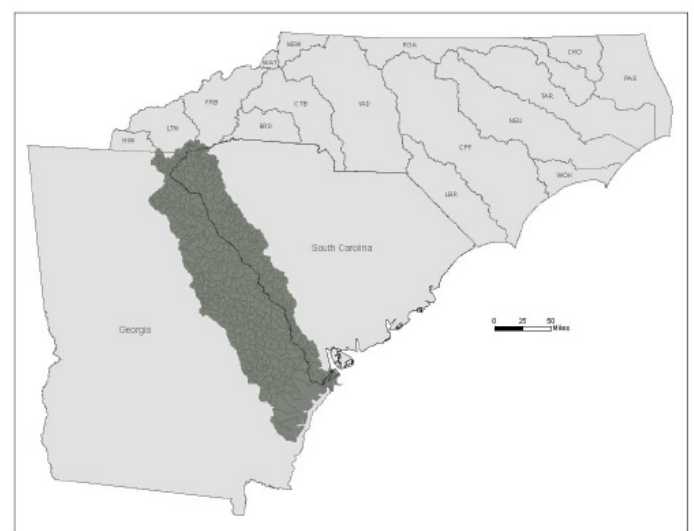 NEW
ROA
CHO
WAT
PAS
FRB
CTB
YAD
TAR
LTN
BRD
NEU
HIW
CPF
WOK
LBR
South Carolina
Georgia
0 25 50
Miles